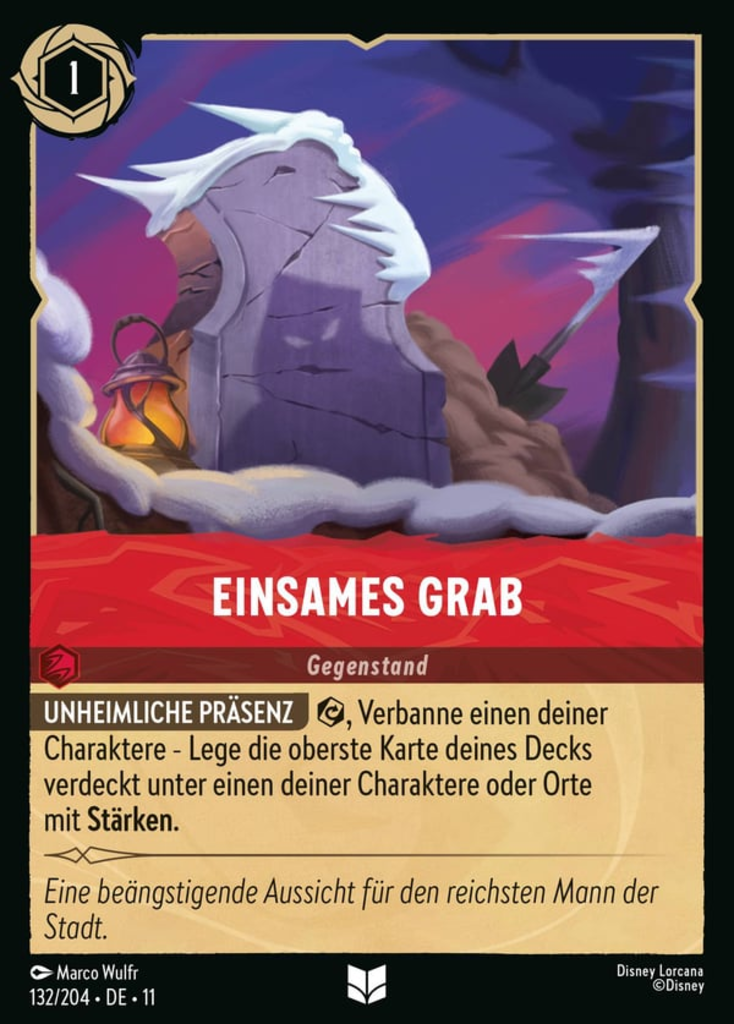 1
EINSAMES GRAB
Gegenstand
UNHEIMLICHE PRÄSENZ , Verbanne einen deiner
Charaktere - Lege die oberste Karte deines Decks
verdeckt unter einen deiner Charaktere oder Orte
mit Stärken.
Eine beängstigende Aussicht für den reichsten Mann der
Stadt.
Marco Wulfr
132/204 • DE • 11
Disney Lorcana
©Disney